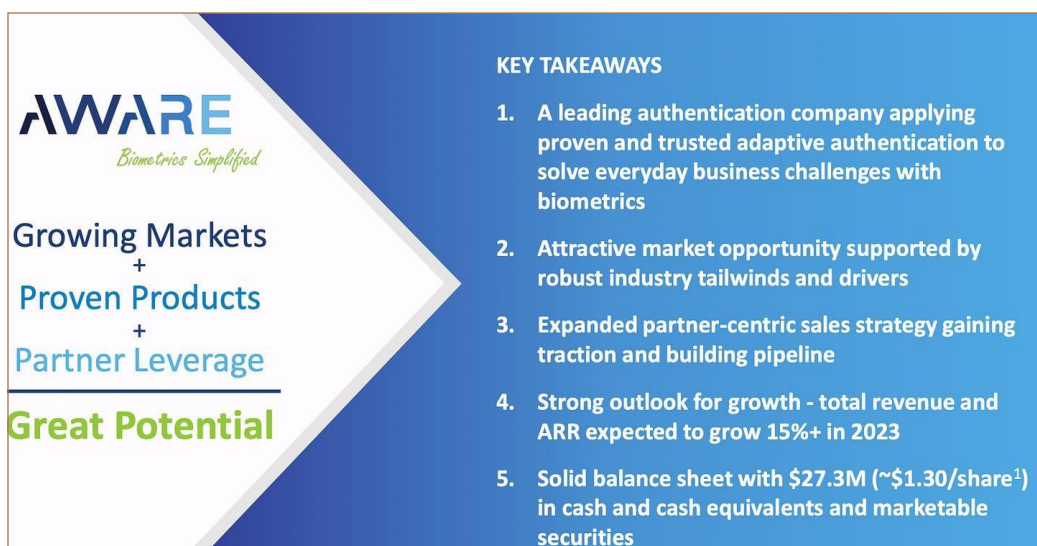 AWARE
Biometrics Simplified
Growing Markets
+
Proven Products
+
Partner Leverage
Great Potential
KEY TAKEAWAYS
1. A leading authentication company applying
proven and trusted adaptive authentication to
solve everyday business challenges with
biometrics
2. Attractive market opportunity supported by
robust industry tailwinds and drivers
3. Expanded partner-centric sales strategy gaining
traction and building pipeline
4. Strong outlook for growth - total revenue and
ARR expected to grow 15%+ in 2023
5. Solid balance sheet with $27.3M (~$1.30/share¹)
in cash and cash equivalents and marketable
securities